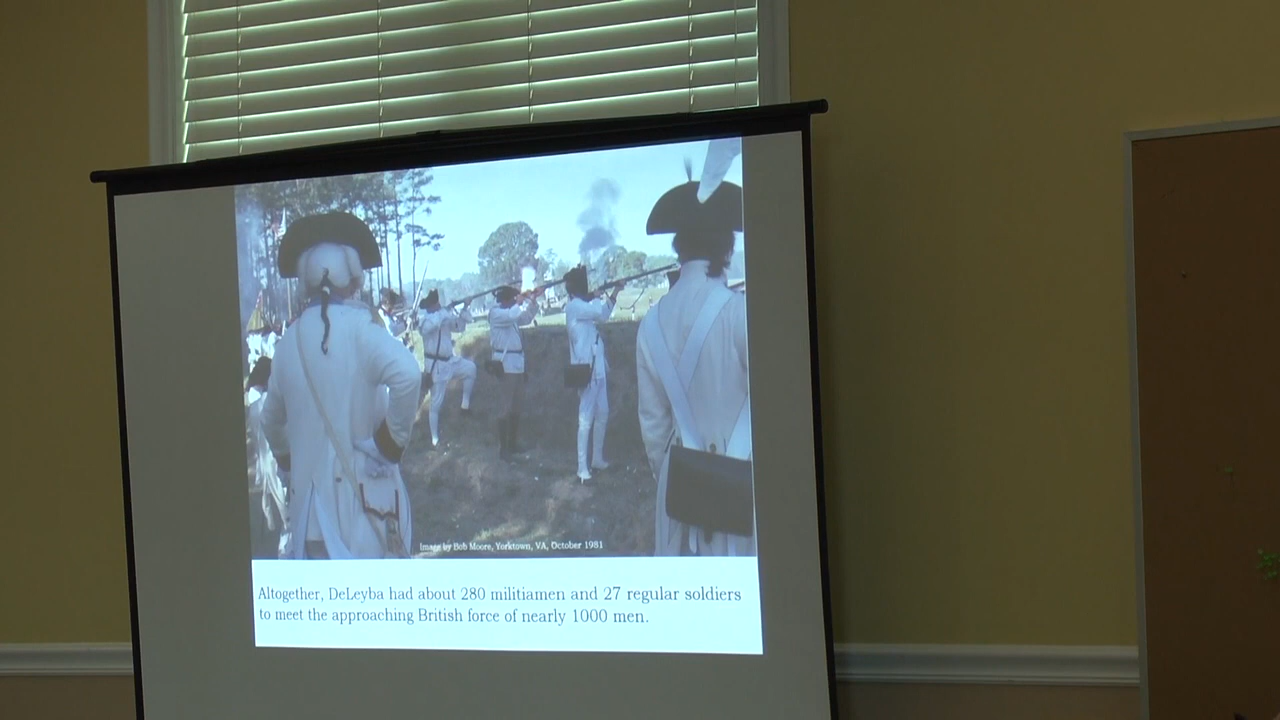 Image by Bob Moore, Yorktown, VA, October 1981
Altogether, DeLeyba had about 280 militiamen and 27 regular soldiers
to meet the approaching British force of nearly 1000 men.